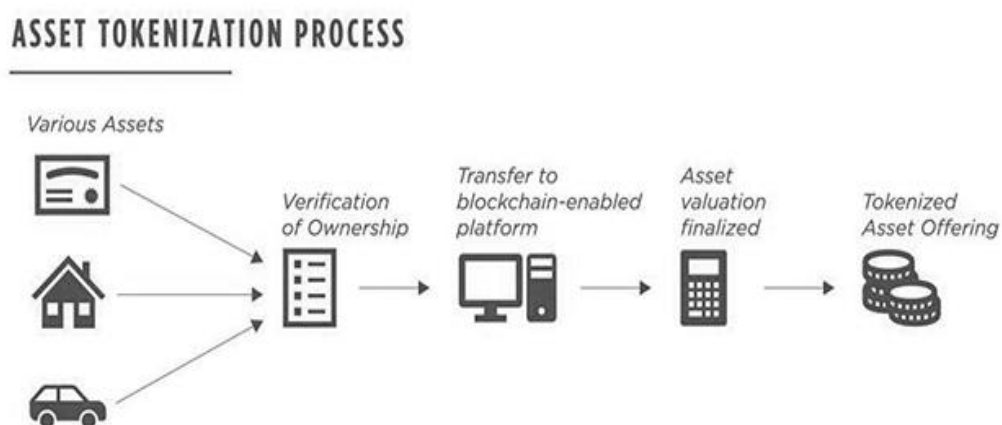 ASSET TOKENIZATION PROCESS
Various Assets
Verification
of Ownership
Transfer to
blockchain-enabled
platform
Asset
valuation
finalized
Tokenized
Asset Offering